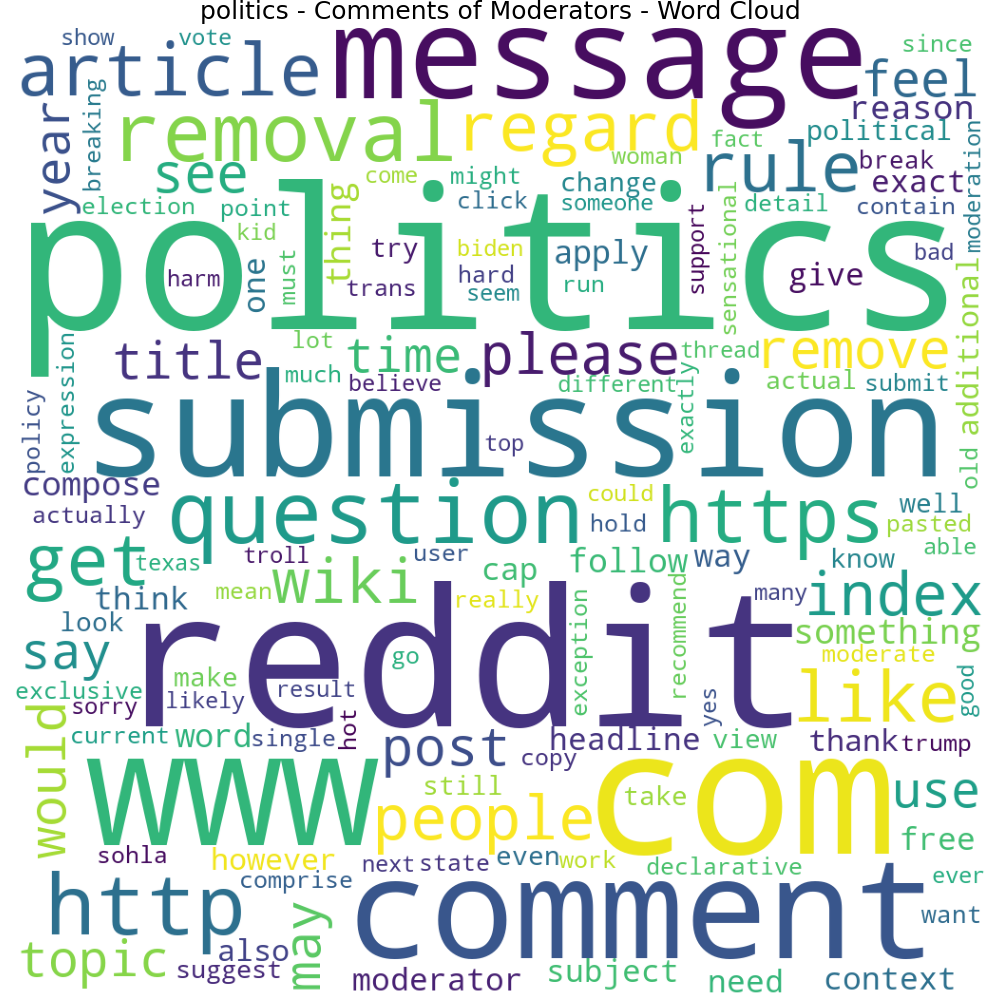 politics - Comments of Moderators - Word Cloud
show
vote
since
article
message
feel
breaking
year
removal
regard
reason
fact
political
moderation
woman
rule
break
see
come
might
change
exact
election
point
thing
click
someone
sensational
detail
contain
kid
politics
must
try
biden
apply
support
bad
harm
one
trans
hard
seem
run
give
additional
lot
time
please
thread
remove
title
much
believe
different
exactly
actual
submit
expression
policy
submission
top
old
compose
question
could
https
well
actually
hold
pasted
able
get
texas
troll
user
follow
way
know
wiki
cap
mean
really
many
index
think
look
reddit
exception
recommend
something
say
go
moderate
make
exclusive
likely
result
yes
like
good
sorry
hot
current
word
single
post
headline
view
thank
trump
copy
would
www
still
people
com
take
use
free
sohla
however
next
state
even
work
declarative
ever
comprise
http
comment
want
also
topic
suggest
may
moderator
subject
need
context